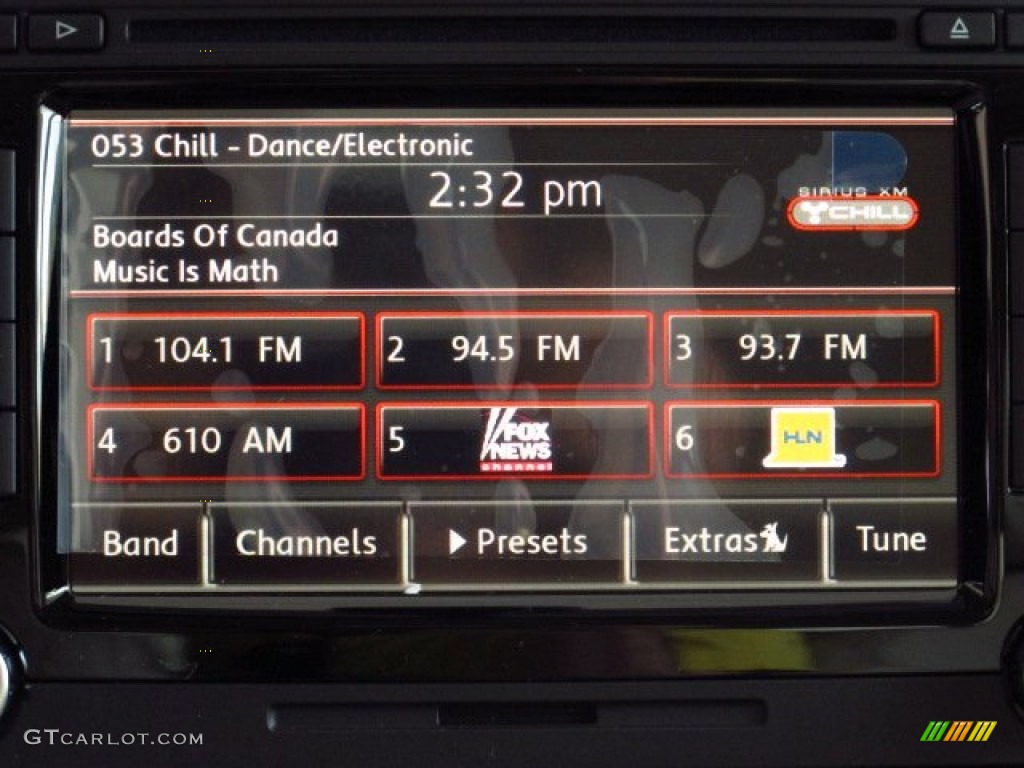 053 Chill - Dance/Electronic
2:32 pm
SIRIUS XM
CHILL
Boards Of Canada
Music Is Math
1 104.1 FM
2 94.5 FM
3 93.7 FM
4 610 AM
5 FOX
NEWS
channel
6 HLN
Band
Channels
Presets
Extras
Tune
GTCARLOT.COM